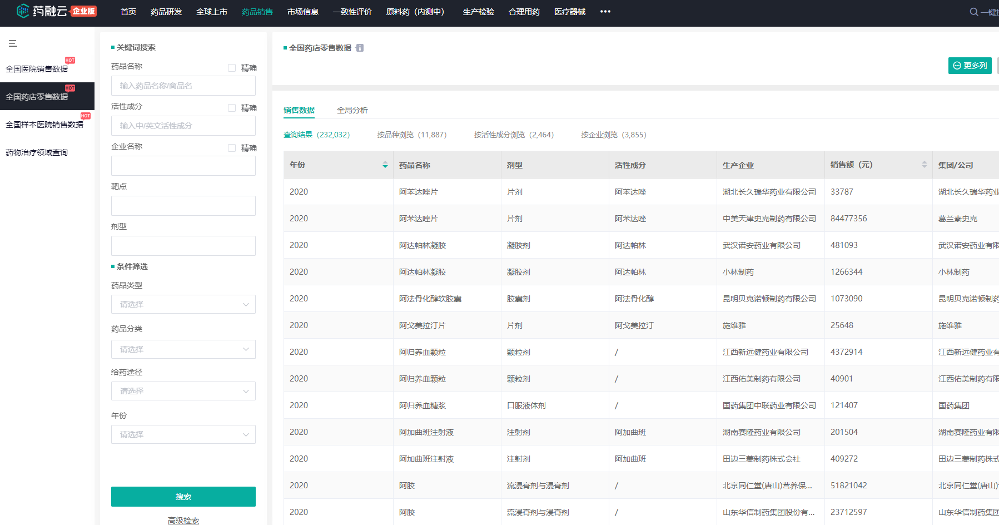 药融云 企业版 首页 药品研发 全球上市 药品销售 市场信息 一致性评价 原料药（内测中） 生产检验 合理用药 医疗器械 ••• 一键
全国医院销售数据 HOT
全国药店零售数据 HOT
全国样本医院销售数据 HOT
药物治疗领域查询
关键词搜索
药品名称 精确
输入药品名称/商品名
活性成分 精确
输入中/英文活性成分
企业名称 精确
靶点
剂型
条件筛选
药品类型
请选择
药品分类
请选择
给药途径
请选择
年份
请选择
搜索
高级检索
全国药店零售数据 i
更多列
销售数据 全局分析
查询结果（232,032） 按品种浏览（11,887） 按活性成分浏览（2,464） 按企业浏览（3,855）
年份 药品名称 剂型 活性成分 生产企业 销售额（元） 集团/公司
2020 阿苯达唑片 片剂 阿苯达唑 湖北长久瑞华药业有限公司 33787 湖北长久瑞华药业
2020 阿苯达唑片 片剂 阿苯达唑 中美天津史克制药有限公司 84477356 葛兰素史克
2020 阿达帕林凝胶 凝胶剂 阿达帕林 武汉诺安药业有限公司 481093 武汉诺安药业有限
2020 阿达帕林凝胶 凝胶剂 阿达帕林 小林制药 1266344 小林制药
2020 阿法骨化醇软胶囊 胶囊剂 阿法骨化醇 昆明贝克诺顿制药有限公司 1073090 昆明贝克诺顿制药
2020 阿戈美拉汀片 片剂 阿戈美拉汀 施维雅 25648 施维雅
2020 阿归养血颗粒 颗粒剂 / 江西新远健药业有限公司 4372914 江西新远健药业有
2020 阿归养血颗粒 颗粒剂 / 江西佑美制药有限公司 40901 江西佑美制药有限
2020 阿归养血糖浆 口服液体剂 / 国药集团中联药业有限公司 121407 国药集团
2020 阿加曲班注射液 注射剂 阿加曲班 湖南赛隆药业有限公司 201504 湖南赛隆药业有限
2020 阿加曲班注射液 注射剂 阿加曲班 田边三菱制药株式会社 409272 田边三菱制药株式
2020 阿胶 流浸膏剂与浸膏剂 / 北京同仁堂(唐山)营养保... 51821042 北京同仁堂(唐山)
2020 阿胶 流浸膏剂与浸膏剂 / 山东华信制药集团股份有... 23712597 山东华信制药集团